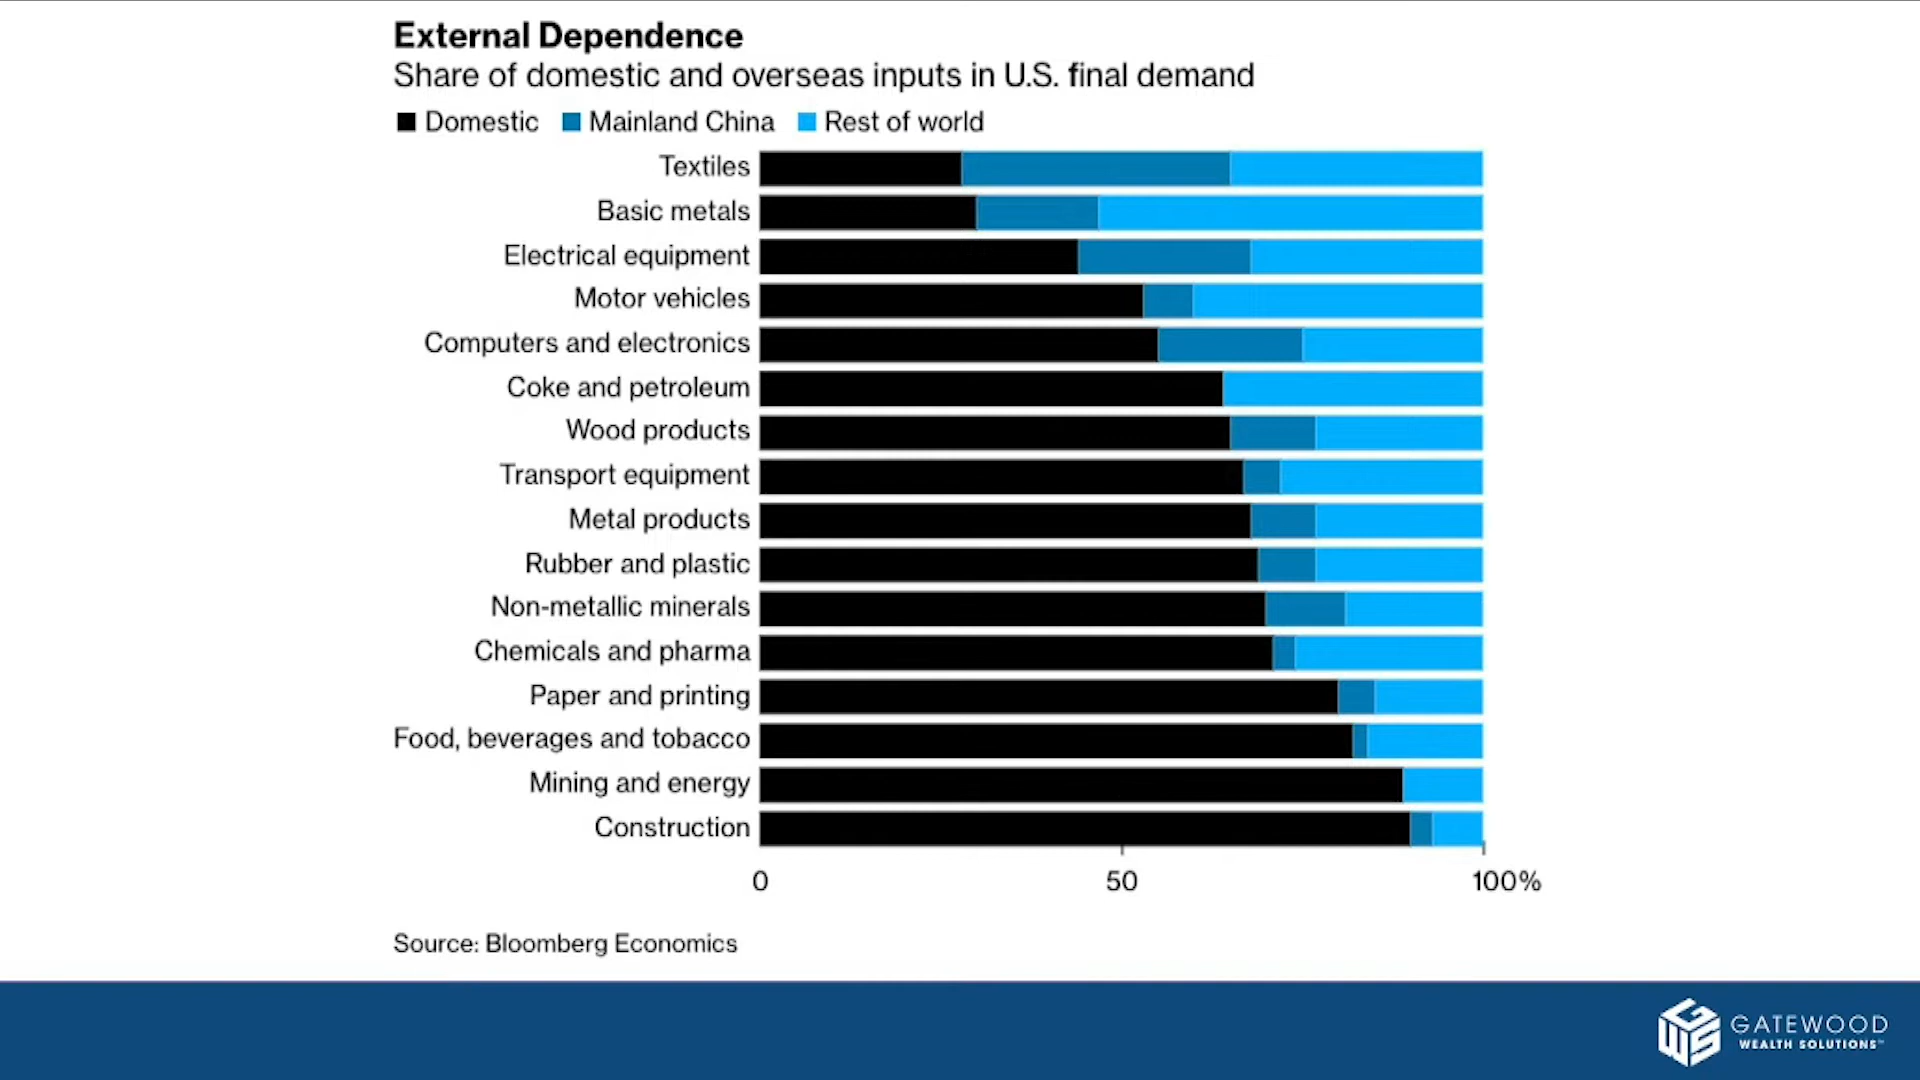 External Dependence
Share of domestic and overseas inputs in U.S. final demand
Domestic Mainland China Rest of world
Textiles
Basic metals
Electrical equipment
Motor vehicles
Computers and electronics
Coke and petroleum
Wood products
Transport equipment
Metal products
Rubber and plastic
Non-metallic minerals
Chemicals and pharma
Paper and printing
Food, beverages and tobacco
Mining and energy
Construction
0 50 100%
Source: Bloomberg Economics
GWS
GATEWOOD
WEALTH SOLUTIONS™